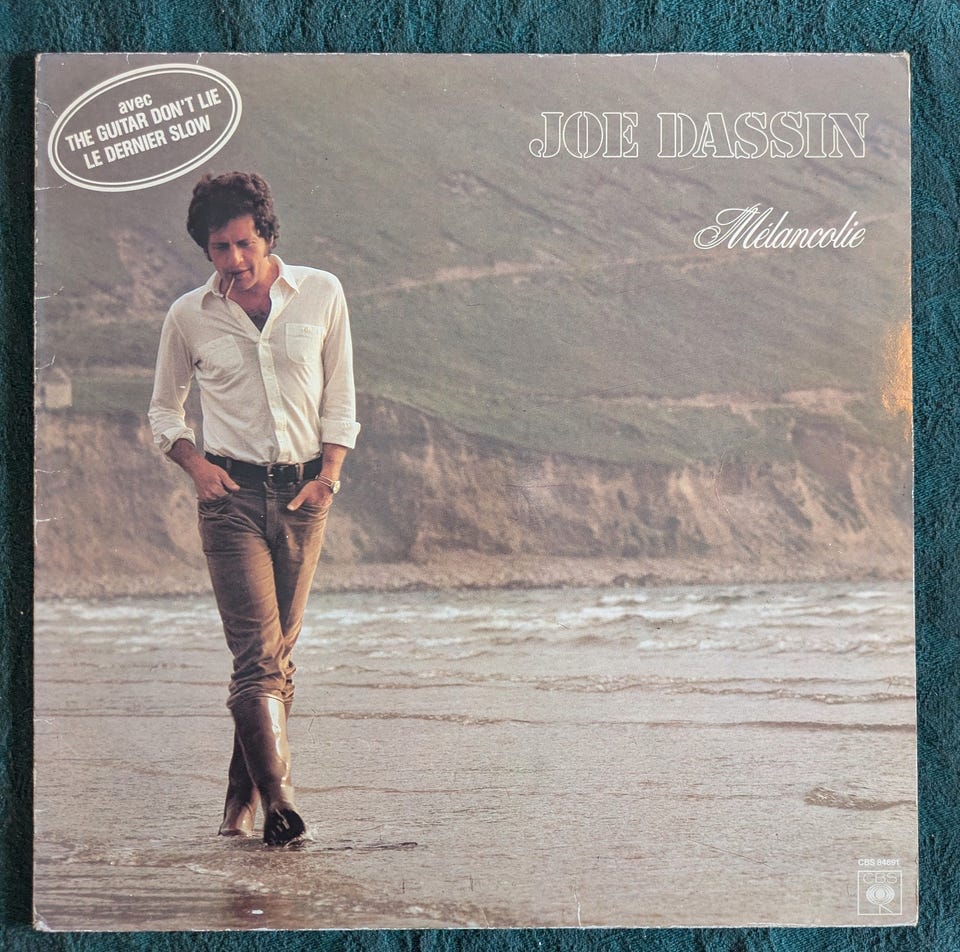 avec
THE GUITAR DON'T LIE
LE DERNIER SLOW
JOE DASSIN
Mélancolie
CBS 84691
CBS